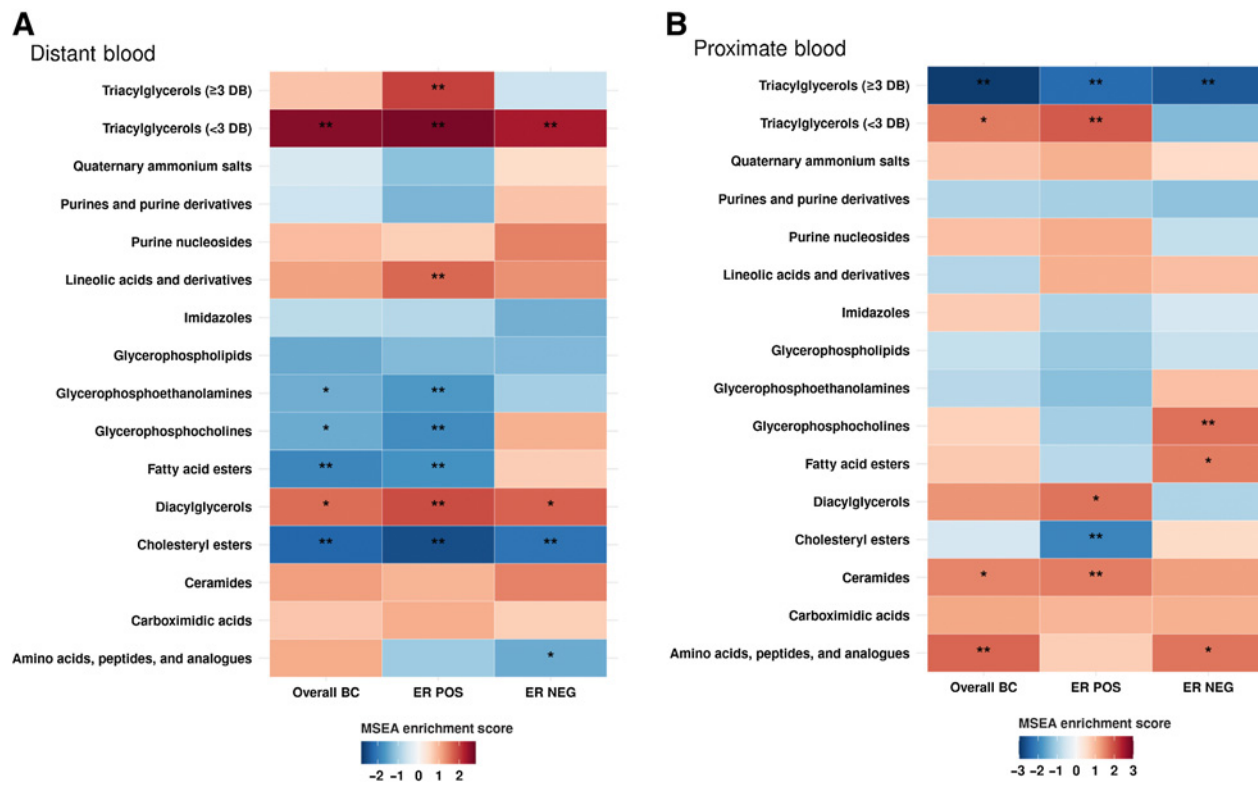 A
Distant blood
Triacylglycerols (≥3 DB)
**
Triacylglycerols (<3 DB)
** ** **
Quaternary ammonium salts
Purines and purine derivatives
Purine nucleosides
Lineolic acids and derivatives
**
Imidazoles
Glycerophospholipids
Glycerophosphoethanolamines
* **
Glycerophosphocholines
* **
Fatty acid esters
** **
Diacylglycerols
* ** *
Cholesteryl esters
** ** **
Ceramides
Carboximidic acids
Amino acids, peptides, and analogues
*
Overall BC ER POS ER NEG
MSEA enrichment score
−2 −1 0 1 2
B
Proximate blood
Triacylglycerols (≥3 DB)
** ** **
Triacylglycerols (<3 DB)
* **
Quaternary ammonium salts
Purines and purine derivatives
Purine nucleosides
Lineolic acids and derivatives
Imidazoles
Glycerophospholipids
Glycerophosphoethanolamines
Glycerophosphocholines
**
Fatty acid esters
*
Diacylglycerols
*
Cholesteryl esters
**
Ceramides
* **
Carboximidic acids
Amino acids, peptides, and analogues
** *
Overall BC ER POS ER NEG
MSEA enrichment score
−3 −2 −1 0 1 2 3